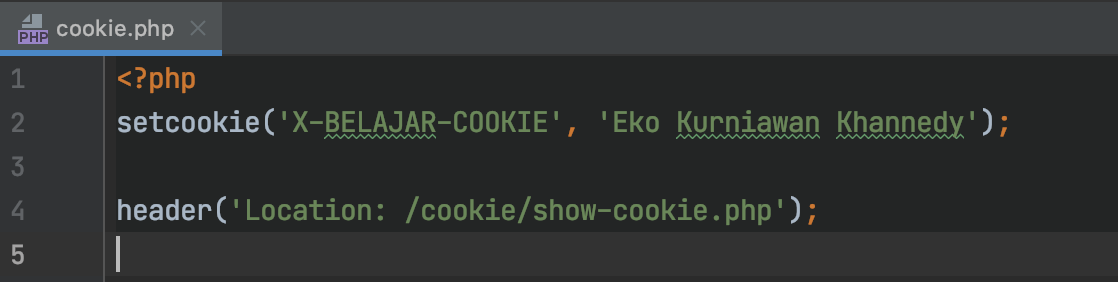 PHP cookie.php ×
1 <?php
2 setcookie('X-BELAJAR-COOKIE', 'Eko Kurniawan Khannedy');
3
4 header('Location: /cookie/show-cookie.php');
5